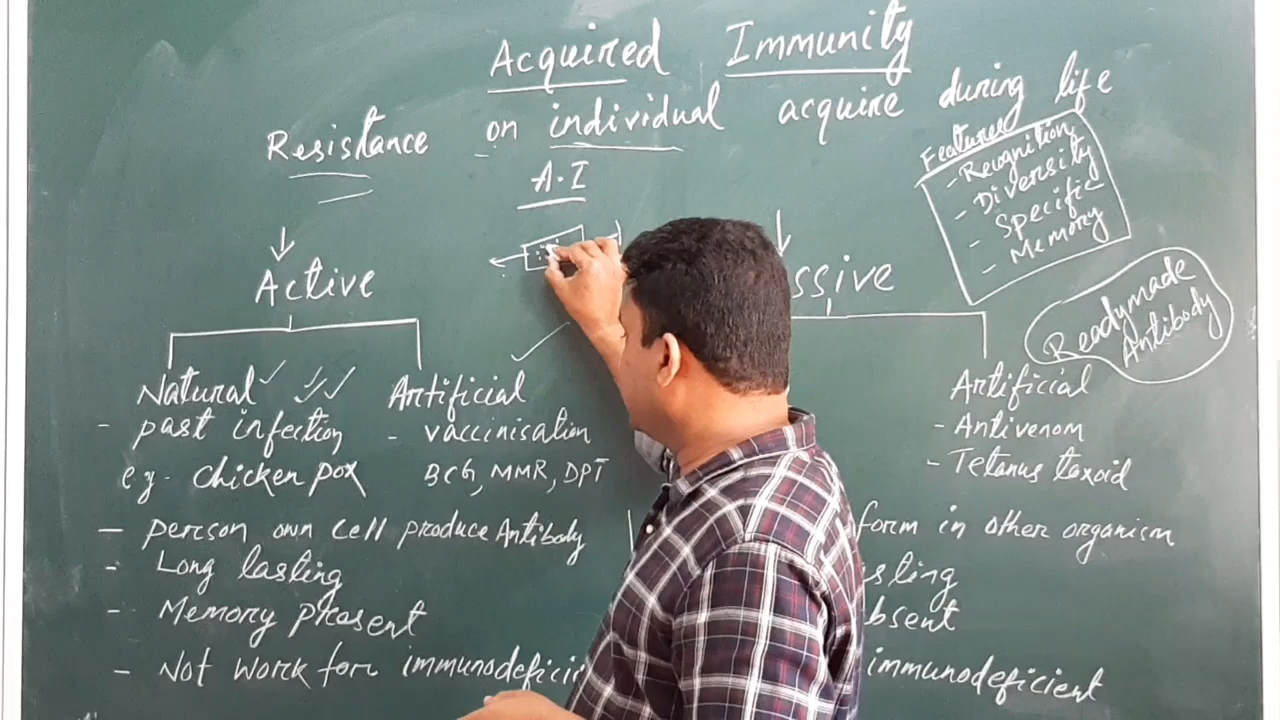 Acquired Immunity
Resistance on individual acquire during life
Features
- Recognition
- Diversity
- Specific
- Memory
A.I
Active
ssive
Readymade
Antibody
Natural ✓ ✓✓
- past infection
eg. Chicken pox
Artificial
- vaccinisation
BCG, MMR, DPT
Artificial
- Antivenom
- Tetanus toxoid
- person own cell produce Antibody
- Long lasting
- Memory present
- Not work for immunodefici
form in other organism
sting
bsent
immunodeficient